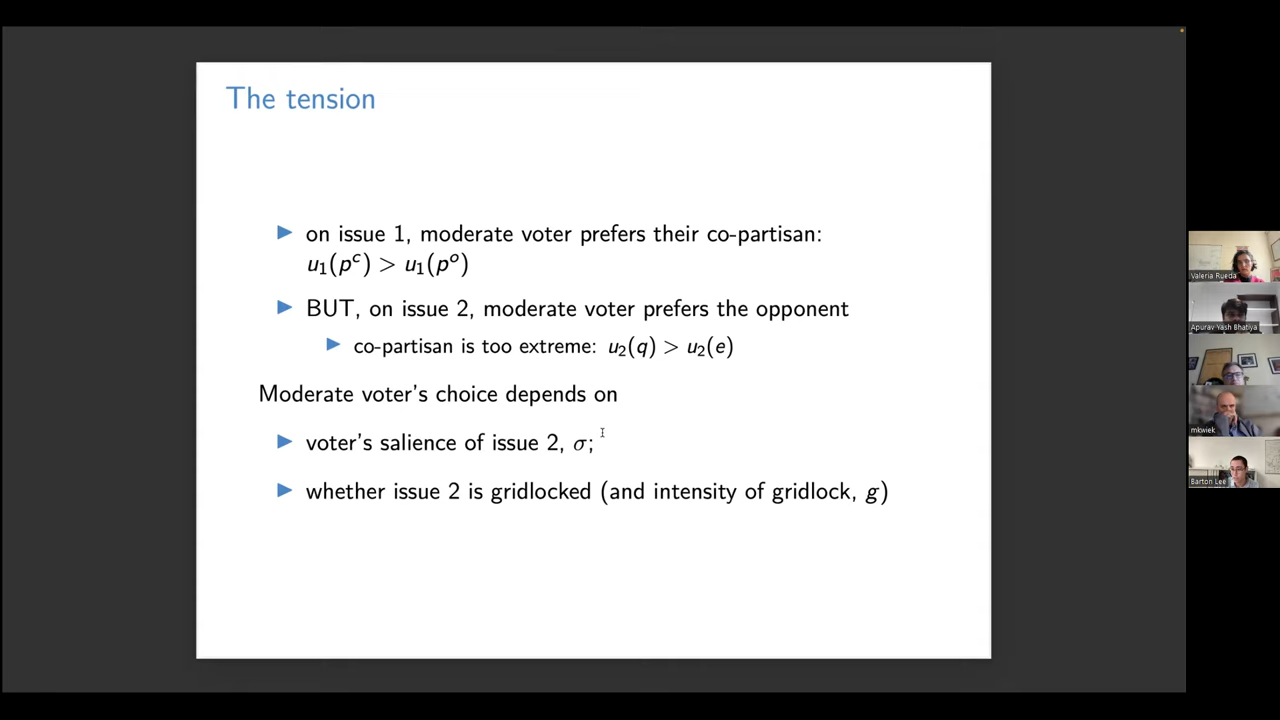 The tension
▶ on issue 1, moderate voter prefers their co-partisan:
u₁(pᶜ) > u₁(pᵒ)
▶ BUT, on issue 2, moderate voter prefers the opponent
▶ co-partisan is too extreme: u₂(q) > u₂(e)
Moderate voter's choice depends on
▶ voter's salience of issue 2, σ;
▶ whether issue 2 is gridlocked (and intensity of gridlock, g)
Valeria Rueda
Apurav Yash Bhatiya
mkwiek
Barton Lee